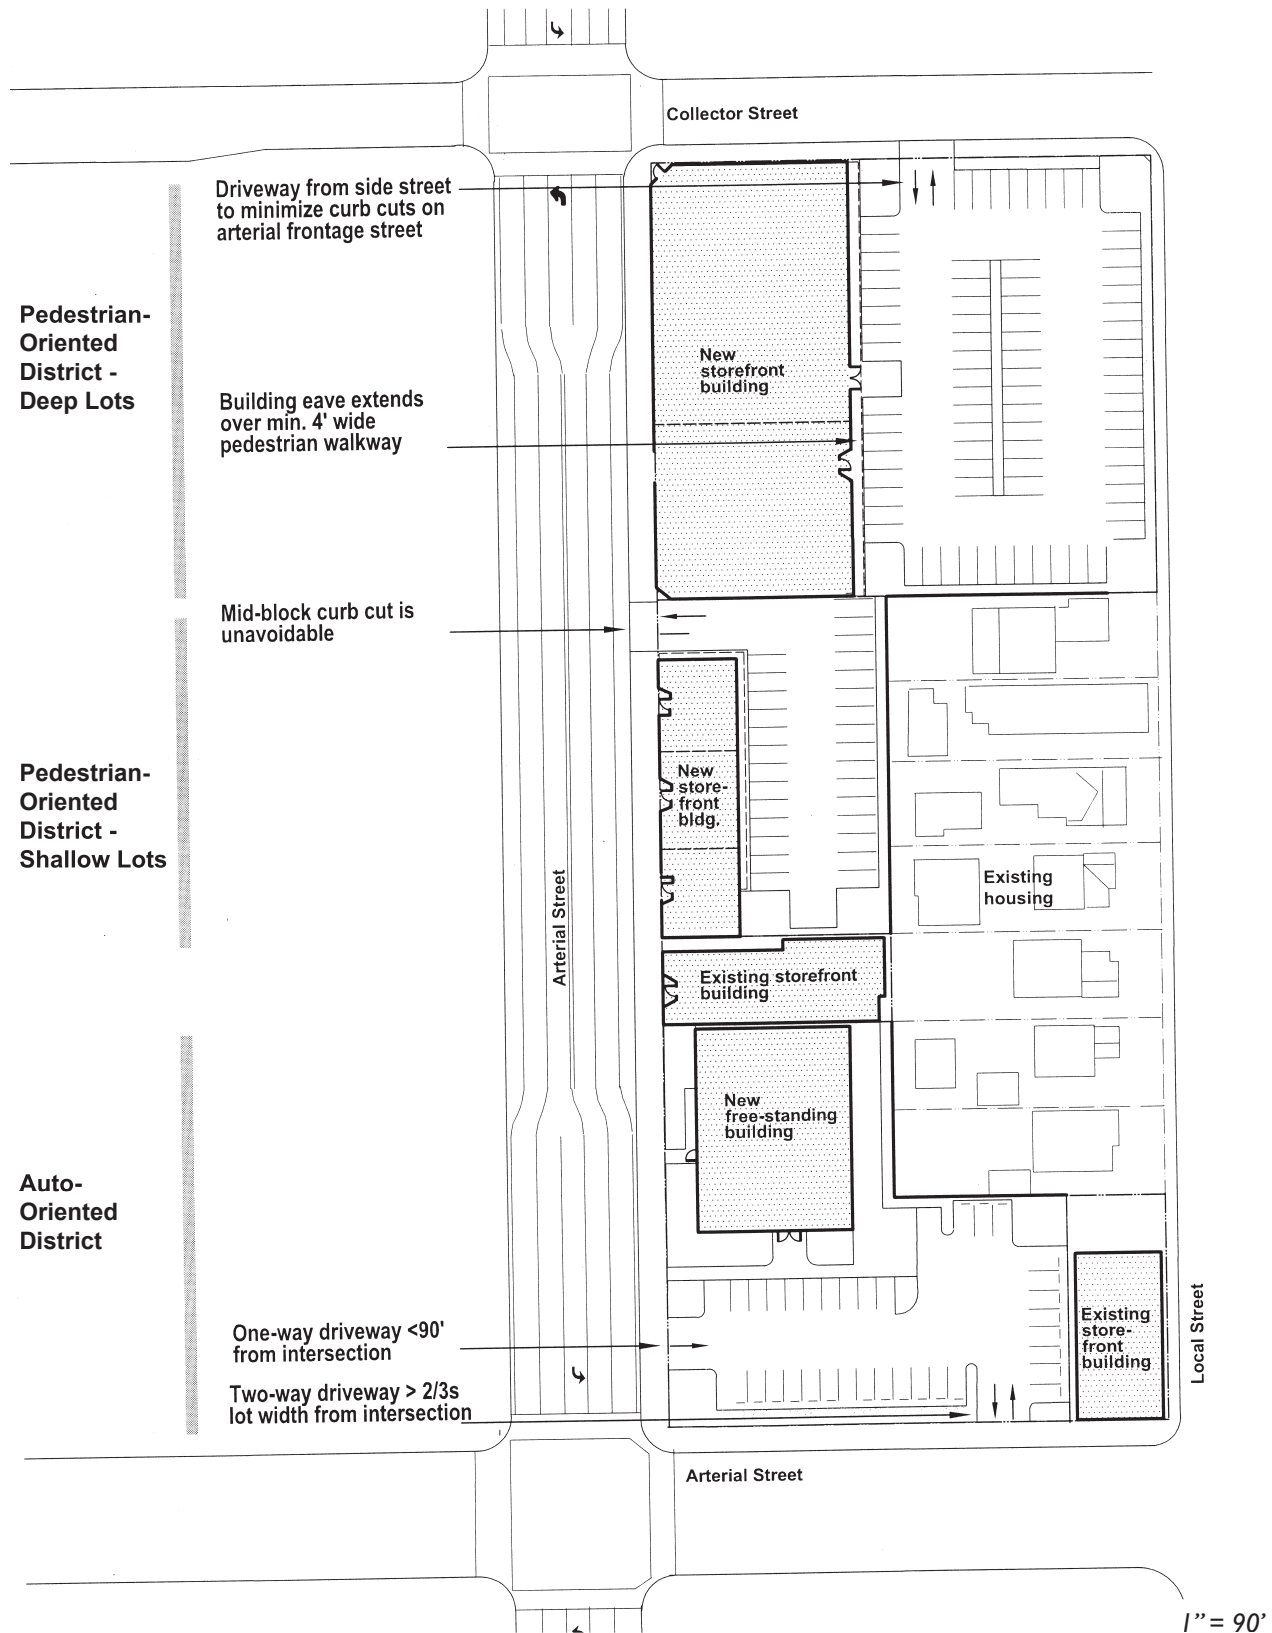 Collector Street
Driveway from side street
to minimize curb cuts on
arterial frontage street
Pedestrian-
Oriented
District -
Deep Lots
New
storefront
building
Building eave extends
over min. 4' wide
pedestrian walkway
Mid-block curb cut is
unavoidable
Pedestrian-
Oriented
District -
Shallow Lots
New
store-
front
bldg.
Existing
housing
Arterial Street
Existing storefront
building
New
free-standing
building
Auto-
Oriented
District
One-way driveway <90'
from intersection
Two-way driveway > 2/3s
lot width from intersection
Existing
store-
front
building
Local Street
Arterial Street
1” = 90’